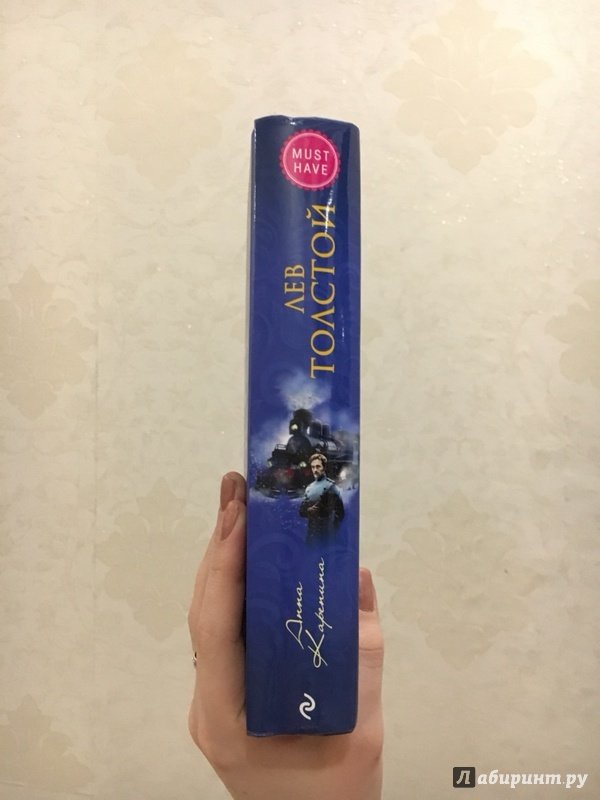 MUST
HAVE
ЛЕВ
ТОЛСТОЙ
Анна
Каренина
Лабиринт.ру